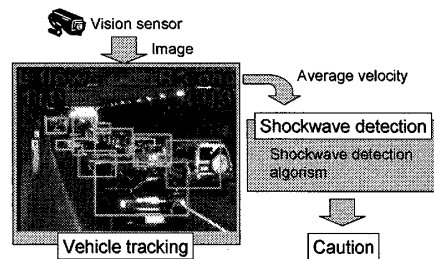 Vision sensor
Image
Average velocity
Shockwave detection
Shockwave detection
algorism
Vehicle tracking
Caution